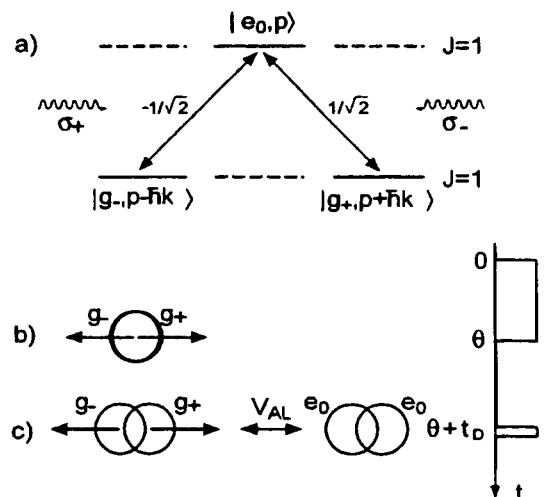 a)
| e₀,p⟩
J=1
σ₊
-1/√2
1/√2
σ₋
J=1
|g₋,p-ħk ⟩
|g₊,p+ħk ⟩
0
b)
g₋
g₊
θ
c)
g₋
g₊
V_AL
e₀
e₀
θ + t_D
t